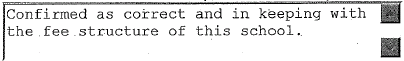 Confirmed as correct and in keeping with
the fee structure of this school.